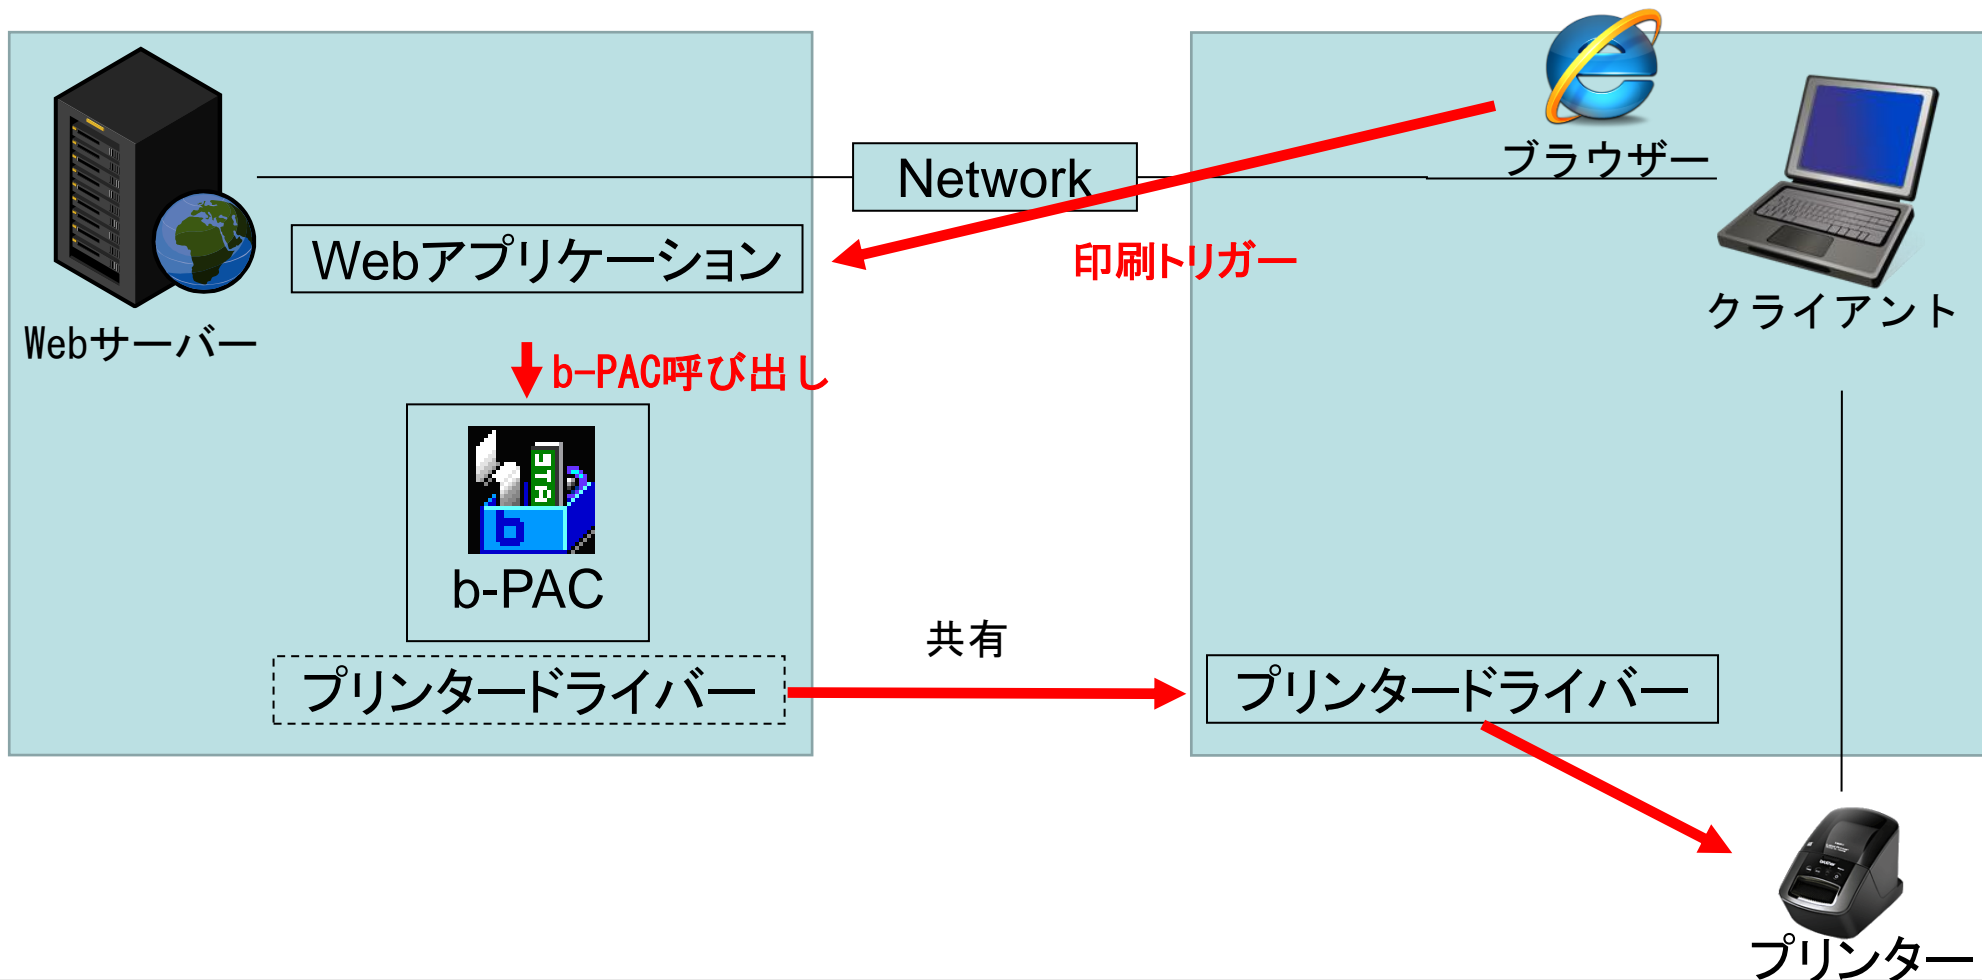 ブラウザー
Network
Webアプリケーション
印刷トリガー
クライアント
Webサーバー
b-PAC呼び出し
b
b-PAC
共有
プリンタードライバー
プリンタードライバー
プリンター